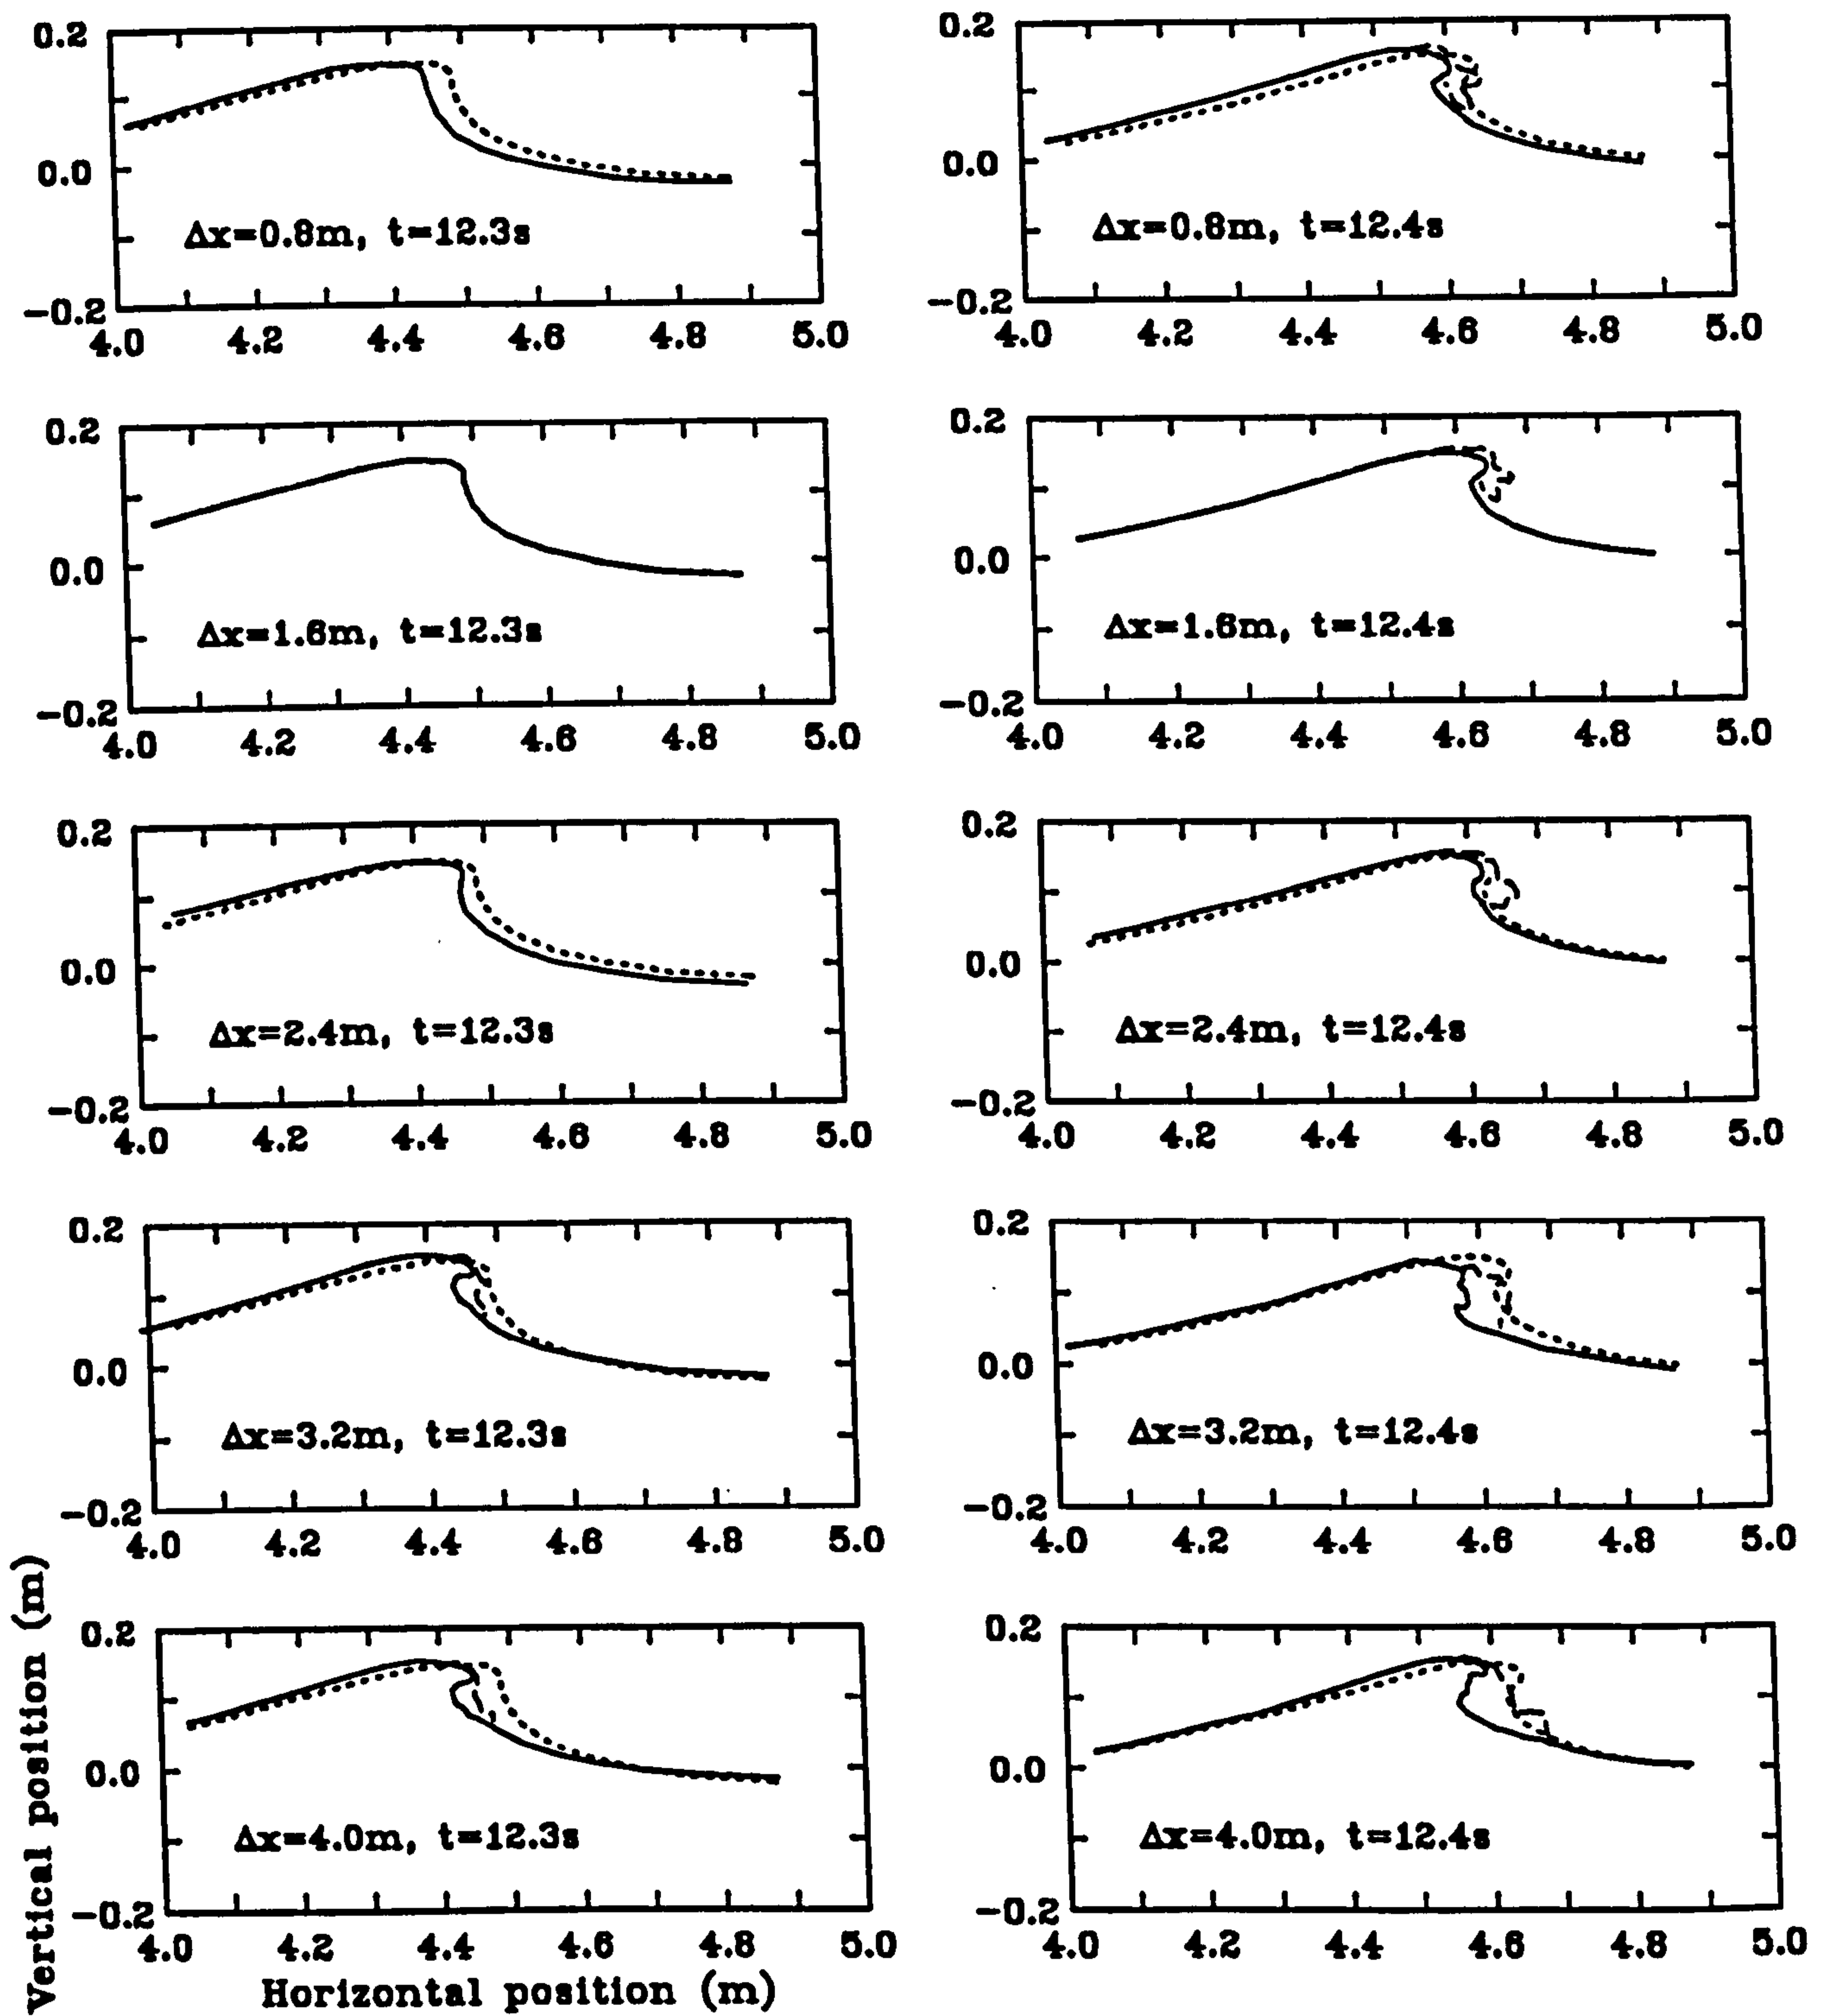 0.2
0.0
-0.2
Δx=0.8m, t=12.3s
4.0 4.2 4.4 4.6 4.8 5.0
0.2
0.0
-0.2
Δx=0.8m, t=12.4s
4.0 4.2 4.4 4.6 4.8 5.0
0.2
0.0
-0.2
Δx=1.6m, t=12.3s
4.0 4.2 4.4 4.6 4.8 5.0
0.2
0.0
-0.2
Δx=1.6m, t=12.4s
4.0 4.2 4.4 4.6 4.8 5.0
0.2
0.0
-0.2
Δx=2.4m, t=12.3s
4.0 4.2 4.4 4.6 4.8 5.0
0.2
0.0
-0.2
Δx=2.4m, t=12.4s
4.0 4.2 4.4 4.6 4.8 5.0
0.2
0.0
-0.2
Δx=3.2m, t=12.3s
4.0 4.2 4.4 4.6 4.8 5.0
0.2
0.0
-0.2
Δx=3.2m, t=12.4s
4.0 4.2 4.4 4.6 4.8 5.0
0.2
0.0
-0.2
Δx=4.0m, t=12.3s
4.0 4.2 4.4 4.6 4.8 5.0
0.2
0.0
-0.2
Δx=4.0m, t=12.4s
4.0 4.2 4.4 4.6 4.8 5.0
Vertical position (m)
Horizontal position (m)